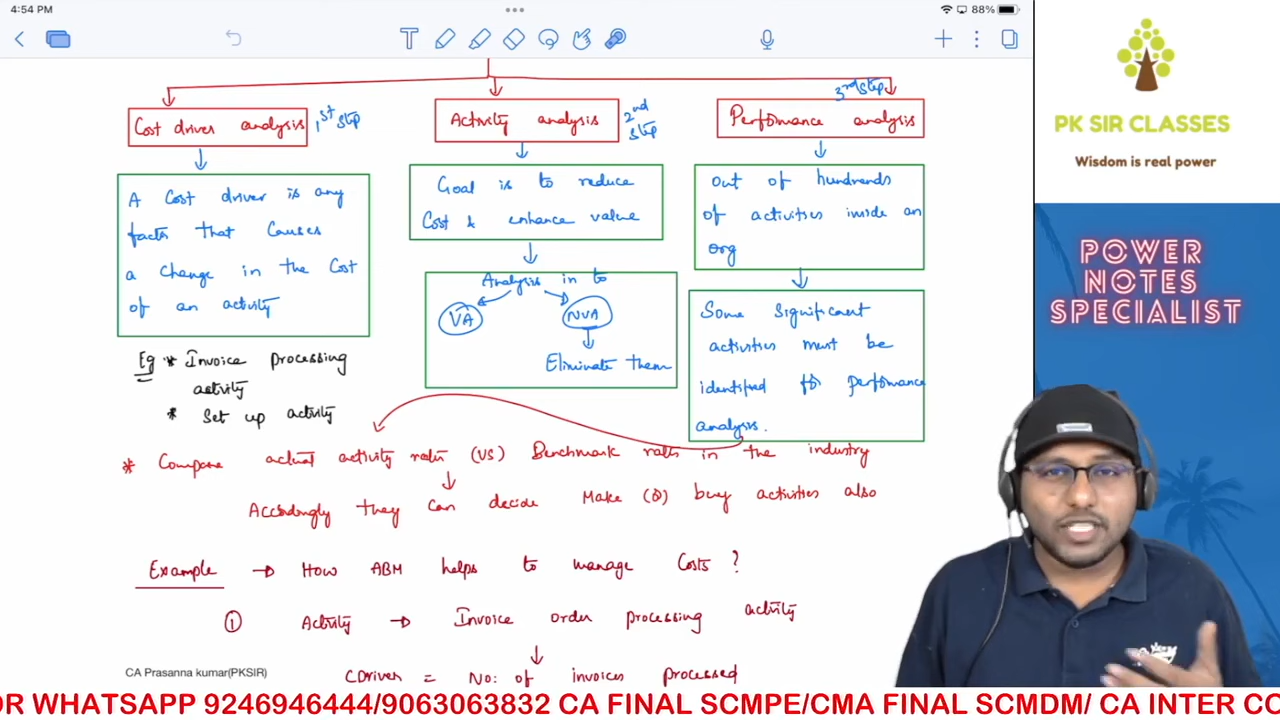 4:54 PM
88%
3rd step
Cost driver analysis
1st step
Activity analysis
2nd step
Perfomance analysis
A Cost driver is any
factor that causes
a change in the cost
of an activity
Eg * Invoice processing
activity
* Set up activity
Goal is to reduce
Cost & enhance value
Analysis in to
VA NVA
Eliminate them
Out of hundrends
of activities inside an
org
Some significant
activities must be
identified for perfomance
analysis.
* Compare actual activity rates (VS) Benchmark rates in the industry
Accordingly they can decide Make (or) buy activities also
Example → How ABM helps to manage Costs ?
① Activity → Invoice order processing activity
CDriver = No: of invoices processed
CA Prasanna kumar(PKSIR)
PK SIR CLASSES
Wisdom is real power
POWER
NOTES
SPECIALIST
OR WHATSAPP 9246946444/9063063832 CA FINAL SCMPE/CMA FINAL SCMDM/ CA INTER CO